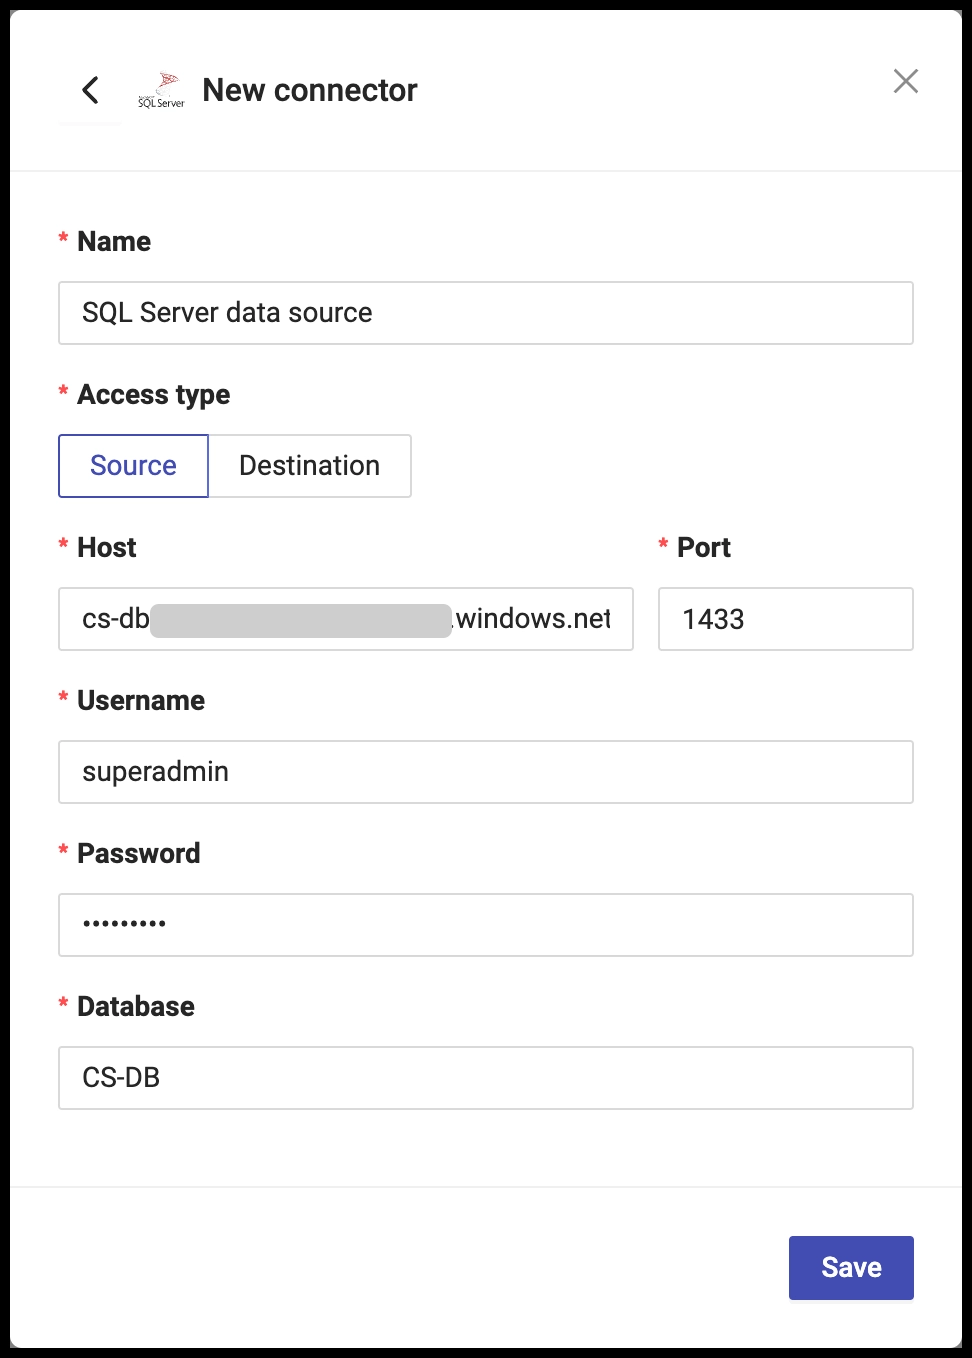 SQL Server
New connector
* Name
SQL Server data source
* Access type
Source
Destination
* Host
* Port
cs-db .windows.net
1433
* Username
superadmin
* Password
•••••••••
* Database
CS-DB
Save